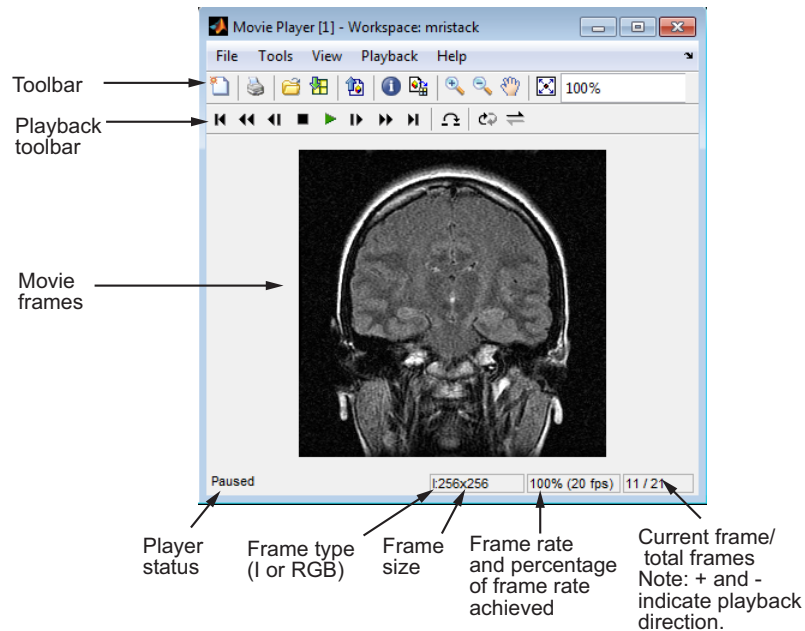 Movie Player [1] - Workspace: mristack
File Tools View Playback Help
Toolbar
100%
Playback
toolbar
Movie
frames
Paused
I:256x256
100% (20 fps)
11 / 21
Player
status
Frame type
(I or RGB)
Frame
size
Frame rate
and percentage
of frame rate
achieved
Current frame/
total frames
Note: + and -
indicate playback
direction.